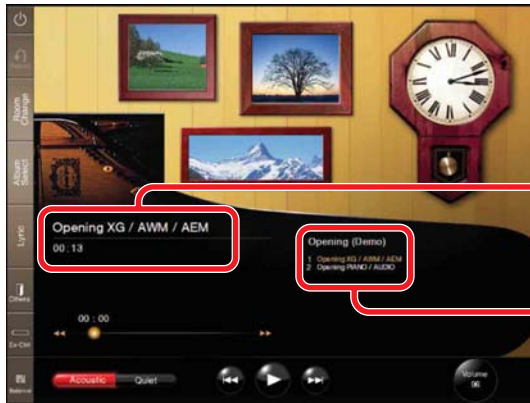 Room
Change
Album
Select
Lyric
Others
Ex-Ctrl
Balance
Opening XG / AWM / AEM
00:13
Opening (Demo)
1 Opening XG / AWM / AEM
2 Opening PIANO / AUDIO
00:00
Acoustic
Quiet
Volume
96